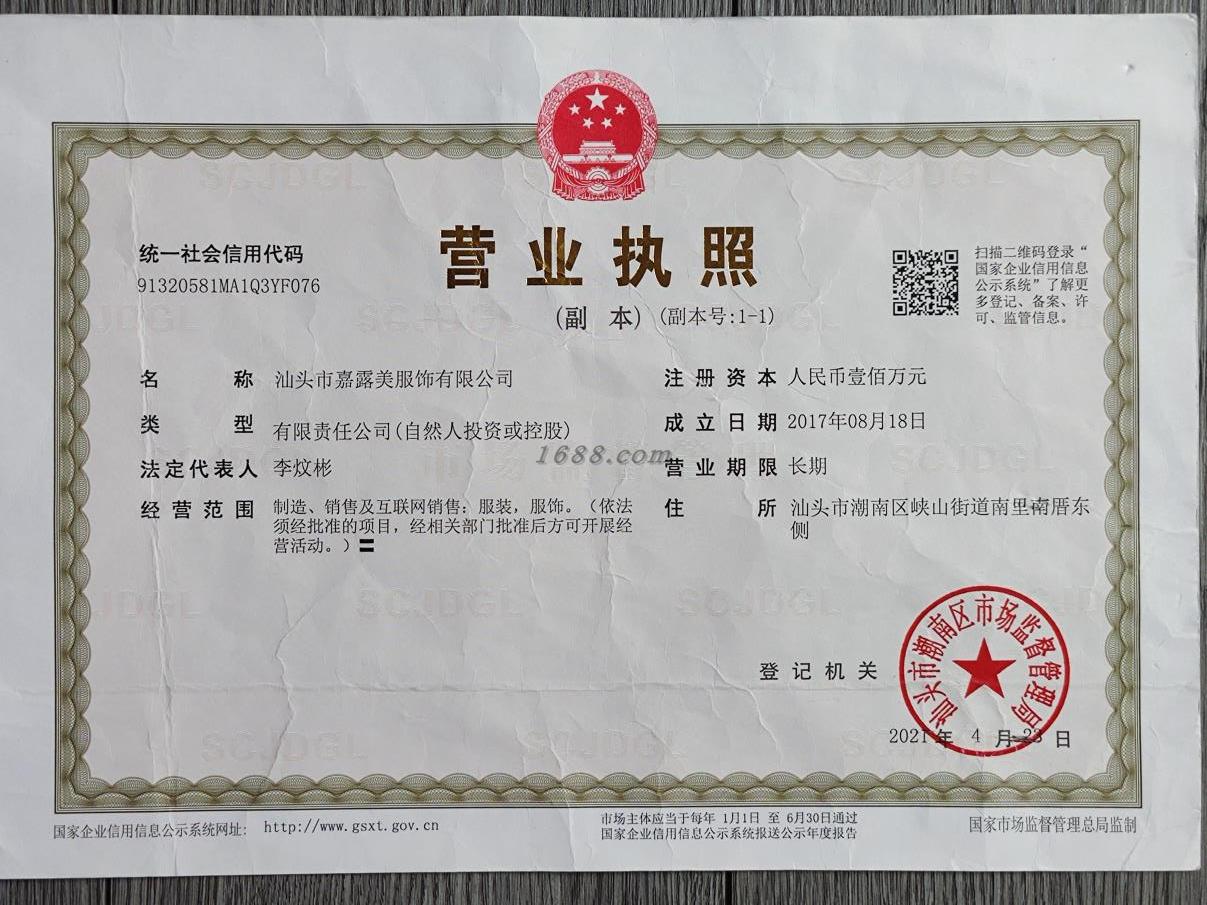 营业执照
(副 本) (副本号:1-1)
统一社会信用代码
91320581MA1Q3YF076
扫描二维码登录“
国家企业信用信息
公示系统”了解更
多登记、备案、许
可、监管信息。
名 称 汕头市嘉露美服饰有限公司
类 型 有限责任公司(自然人投资或控股)
法定代表人 李炆彬
经营范围 制造、销售及互联网销售：服装，服饰。（依法
须经批准的项目，经相关部门批准后方可开展经
营活动。）〓
注册资本 人民币壹佰万元
成立日期 2017年08月18日
营业期限 长期
住 所 汕头市潮南区峡山街道南里南厝东
侧
1688.com
登记机关
汕头市潮南区市场监督管理局
2021年 4 月 23 日
国家企业信用信息公示系统网址： http://www.gsxt.gov.cn
市场主体应当于每年 1月1日 至 6月30日通过
国家企业信用信息公示系统报送公示年度报告
国家市场监督管理总局监制